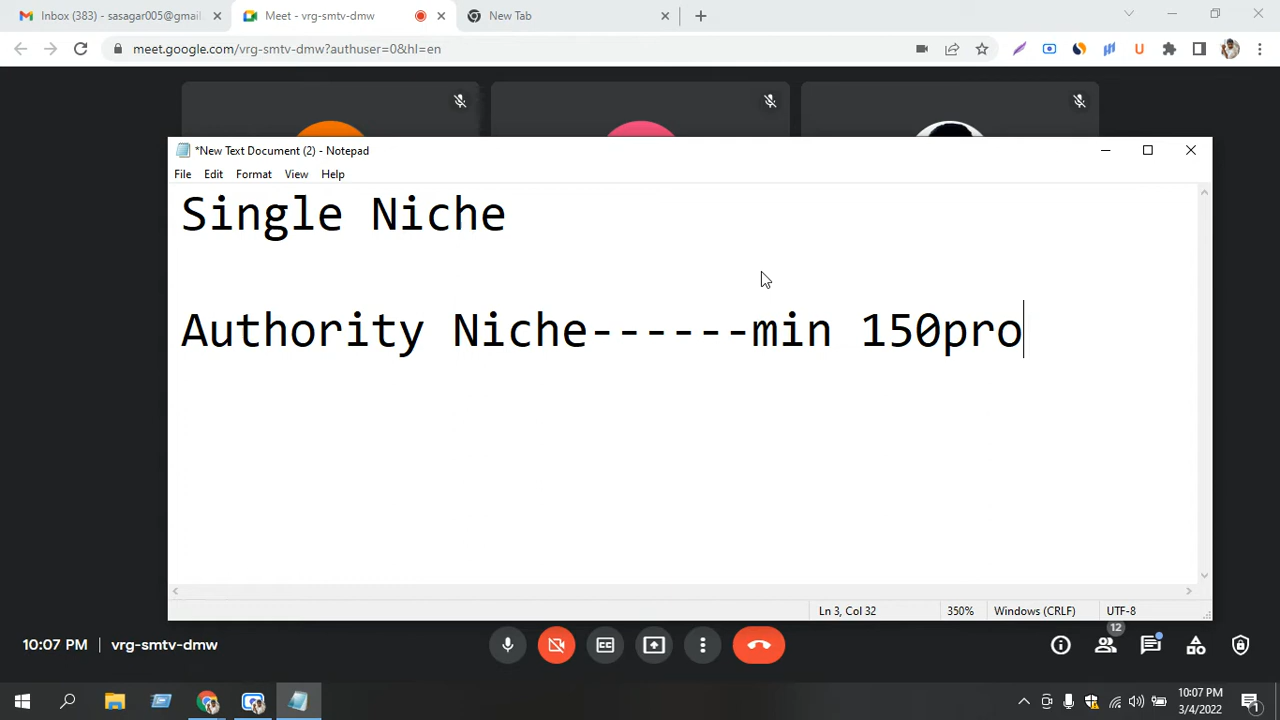 Inbox (383) - sasagar005@gmail.
Meet - vrg-smtv-dmw
New Tab
meet.google.com/vrg-smtv-dmw?authuser=0&hl=en
*New Text Document (2) - Notepad
File Edit Format View Help
Single Niche
Authority Niche------min 150pro
Ln 3, Col 32
350%
Windows (CRLF)
UTF-8
10:07 PM vrg-smtv-dmw
12
10:07 PM
3/4/2022
1